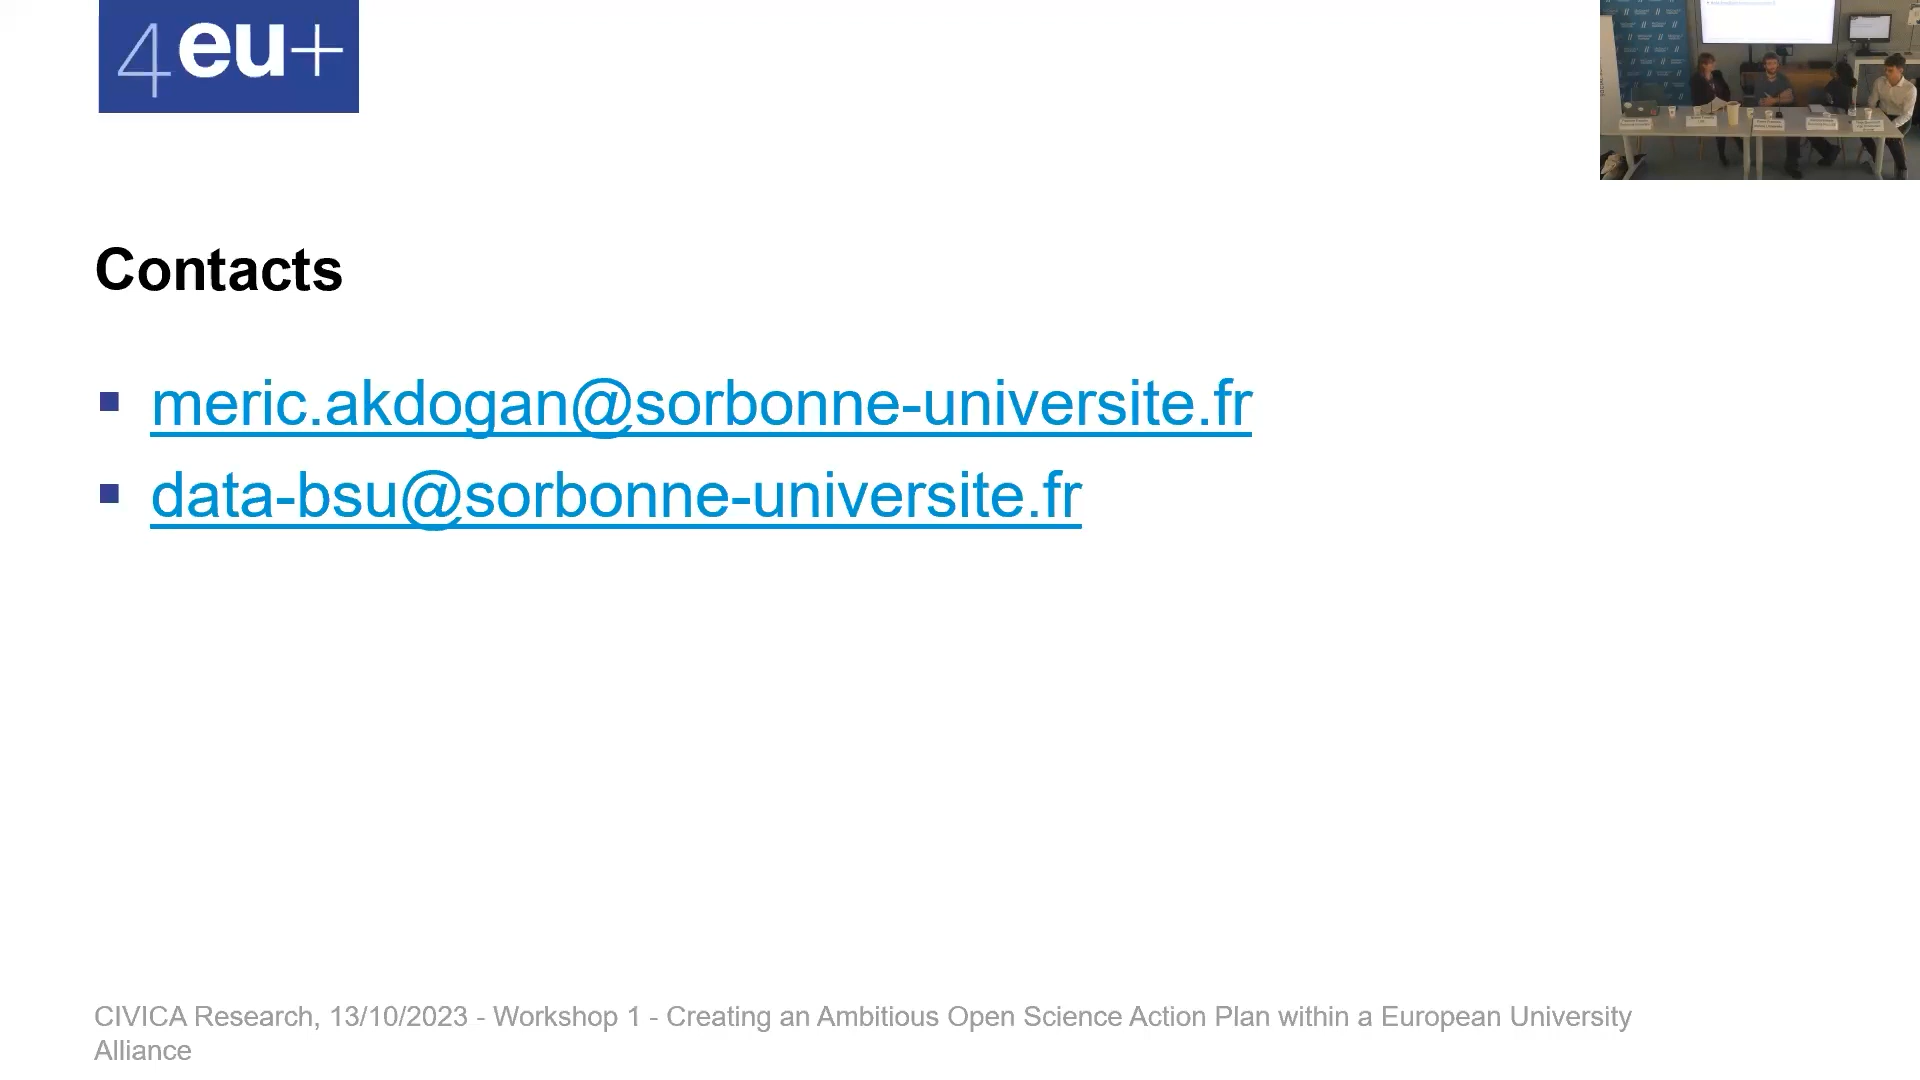 4eu+
Contacts
meric.akdogan@sorbonne-universite.fr
data-bsu@sorbonne-universite.fr
CIVICA Research, 13/10/2023 - Workshop 1 - Creating an Ambitious Open Science Action Plan within a European University
Alliance